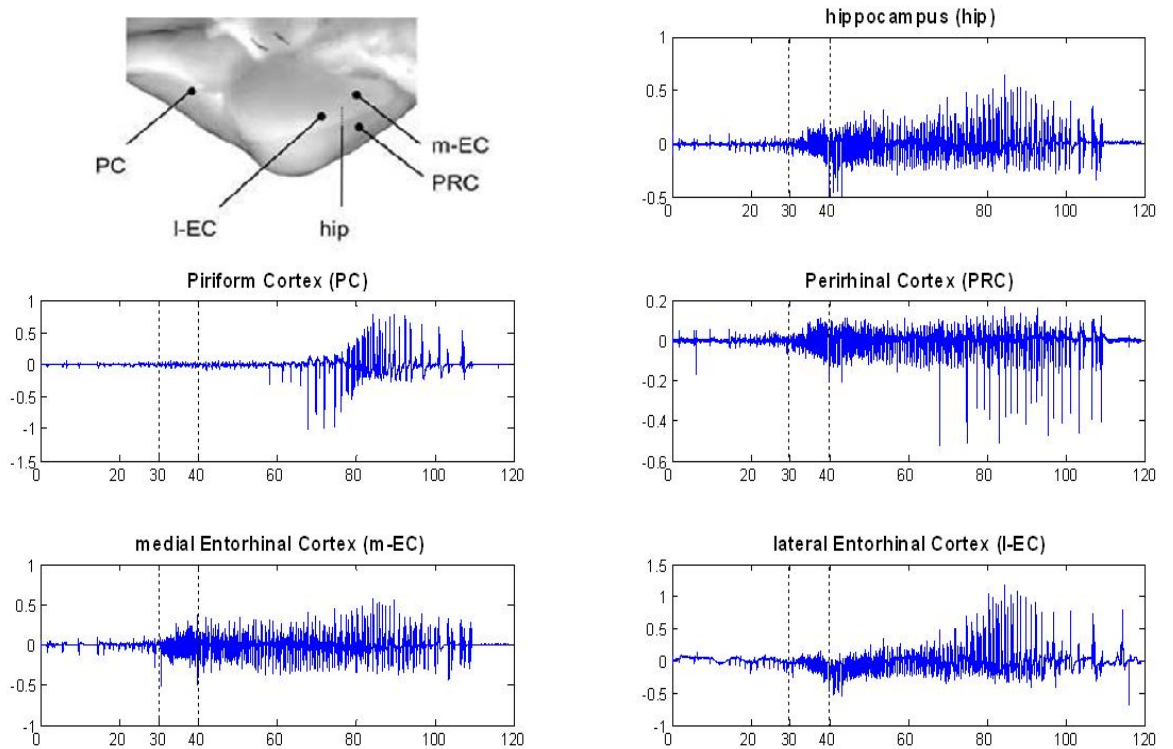 PC
l-EC
hip
m-EC
PRC
hippocampus (hip)
1
0.5
0
-0.5
0 20 30 40 80 100 120
Piriform Cortex (PC)
1
0.5
0
-0.5
-1
-1.5
0 20 30 40 60 80 100 120
Perirhinal Cortex (PRC)
0.2
0
-0.2
-0.4
-0.6
0 20 30 40 60 80 100 120
medial Entorhinal Cortex (m-EC)
1
0.5
0
-0.5
-1
0 20 30 40 60 80 100 120
lateral Entorhinal Cortex (l-EC)
1.5
1
0.5
0
-0.5
-1
0 20 30 40 60 80 100 120